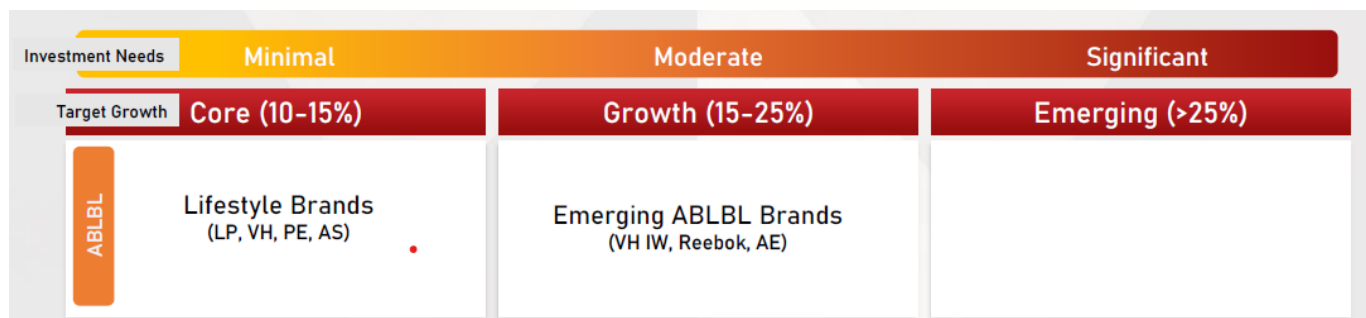 Investment Needs
Minimal
Moderate
Significant
Target Growth
Core (10-15%)
Growth (15-25%)
Emerging (>25%)
ABLBL
Lifestyle Brands
(LP, VH, PE, AS)
Emerging ABLBL Brands
(VH IW, Reebok, AE)